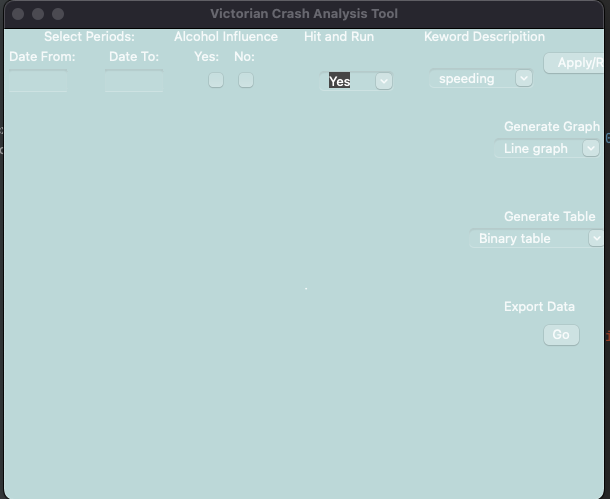 Victorian Crash Analysis Tool
Select Periods: Alcohol Influence Hit and Run Keword Descripition
Date From: Date To: Yes: No:
Yes speeding Apply/R
Generate Graph
Line graph
Generate Table
Binary table
Export Data
Go